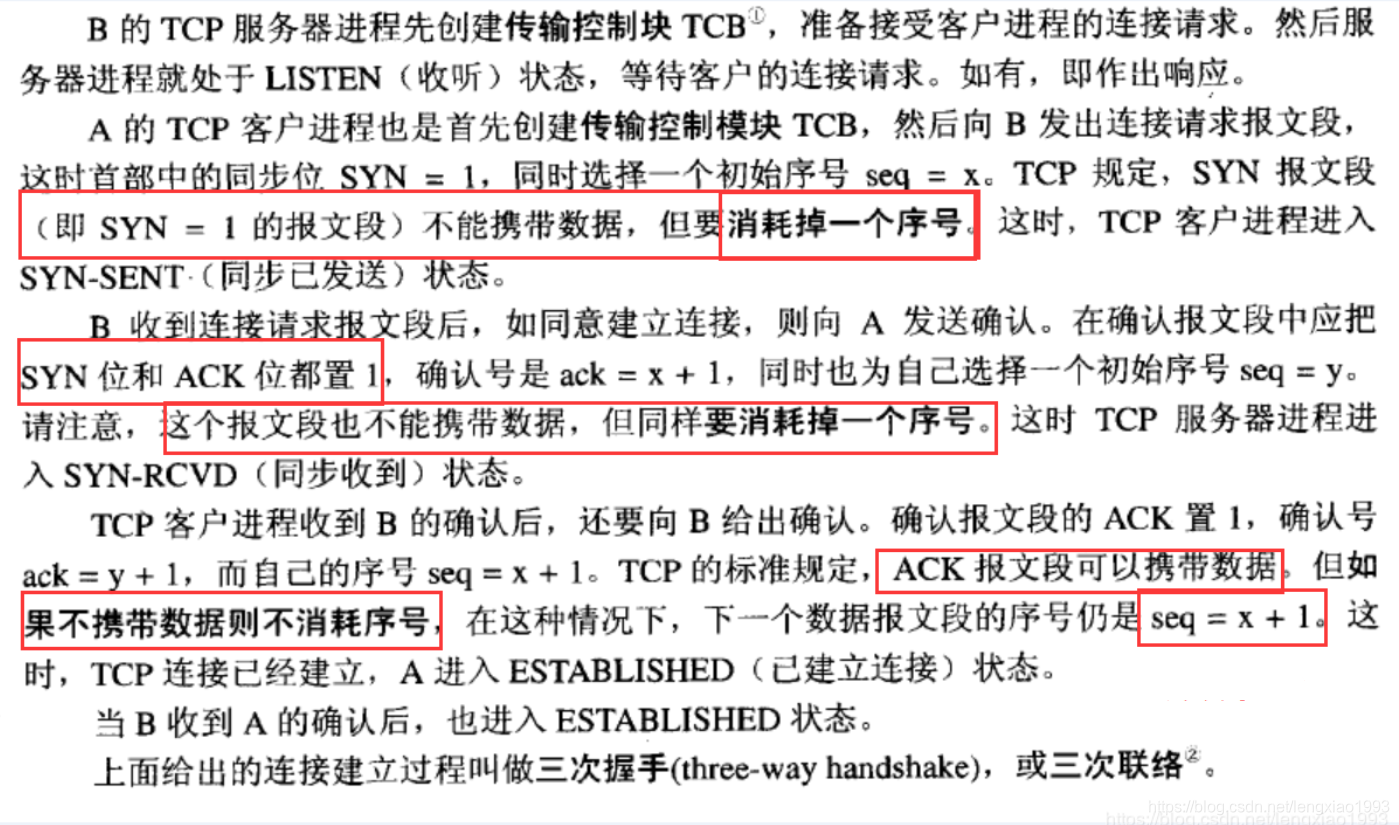 B 的 TCP 服务器进程先创建传输控制块 TCB①，准备接受客户进程的连接请求。然后服
务器进程就处于 LISTEN（收听）状态，等待客户的连接请求。如有，即作出响应。
A 的 TCP 客户进程也是首先创建传输控制模块 TCB，然后向 B 发出连接请求报文段，
这时首部中的同步位 SYN = 1，同时选择一个初始序号 seq = x。TCP 规定，SYN 报文段
（即 SYN = 1 的报文段）不能携带数据，但要消耗掉一个序号。这时，TCP 客户进程进入
SYN-SENT（同步已发送）状态。
B 收到连接请求报文段后，如同意建立连接，则向 A 发送确认。在确认报文段中应把
SYN 位和 ACK 位都置 1，确认号是 ack = x + 1，同时也为自己选择一个初始序号 seq = y。
请注意，这个报文段也不能携带数据，但同样要消耗掉一个序号。这时 TCP 服务器进程进
入 SYN-RCVD（同步收到）状态。
TCP 客户进程收到 B 的确认后，还要向 B 给出确认。确认报文段的 ACK 置 1，确认号
ack = y + 1，而自己的序号 seq = x + 1。TCP 的标准规定，ACK 报文段可以携带数据。但如
果不携带数据则不消耗序号，在这种情况下，下一个数据报文段的序号仍是 seq = x + 1。这
时，TCP 连接已经建立，A 进入 ESTABLISHED（已建立连接）状态。
当 B 收到 A 的确认后，也进入 ESTABLISHED 状态。
上面给出的连接建立过程叫做三次握手(three-way handshake)，或三次联络②。
https://blog.csdn.net/lengxiao1993
https://blog.csdn.net/lengxiao1993